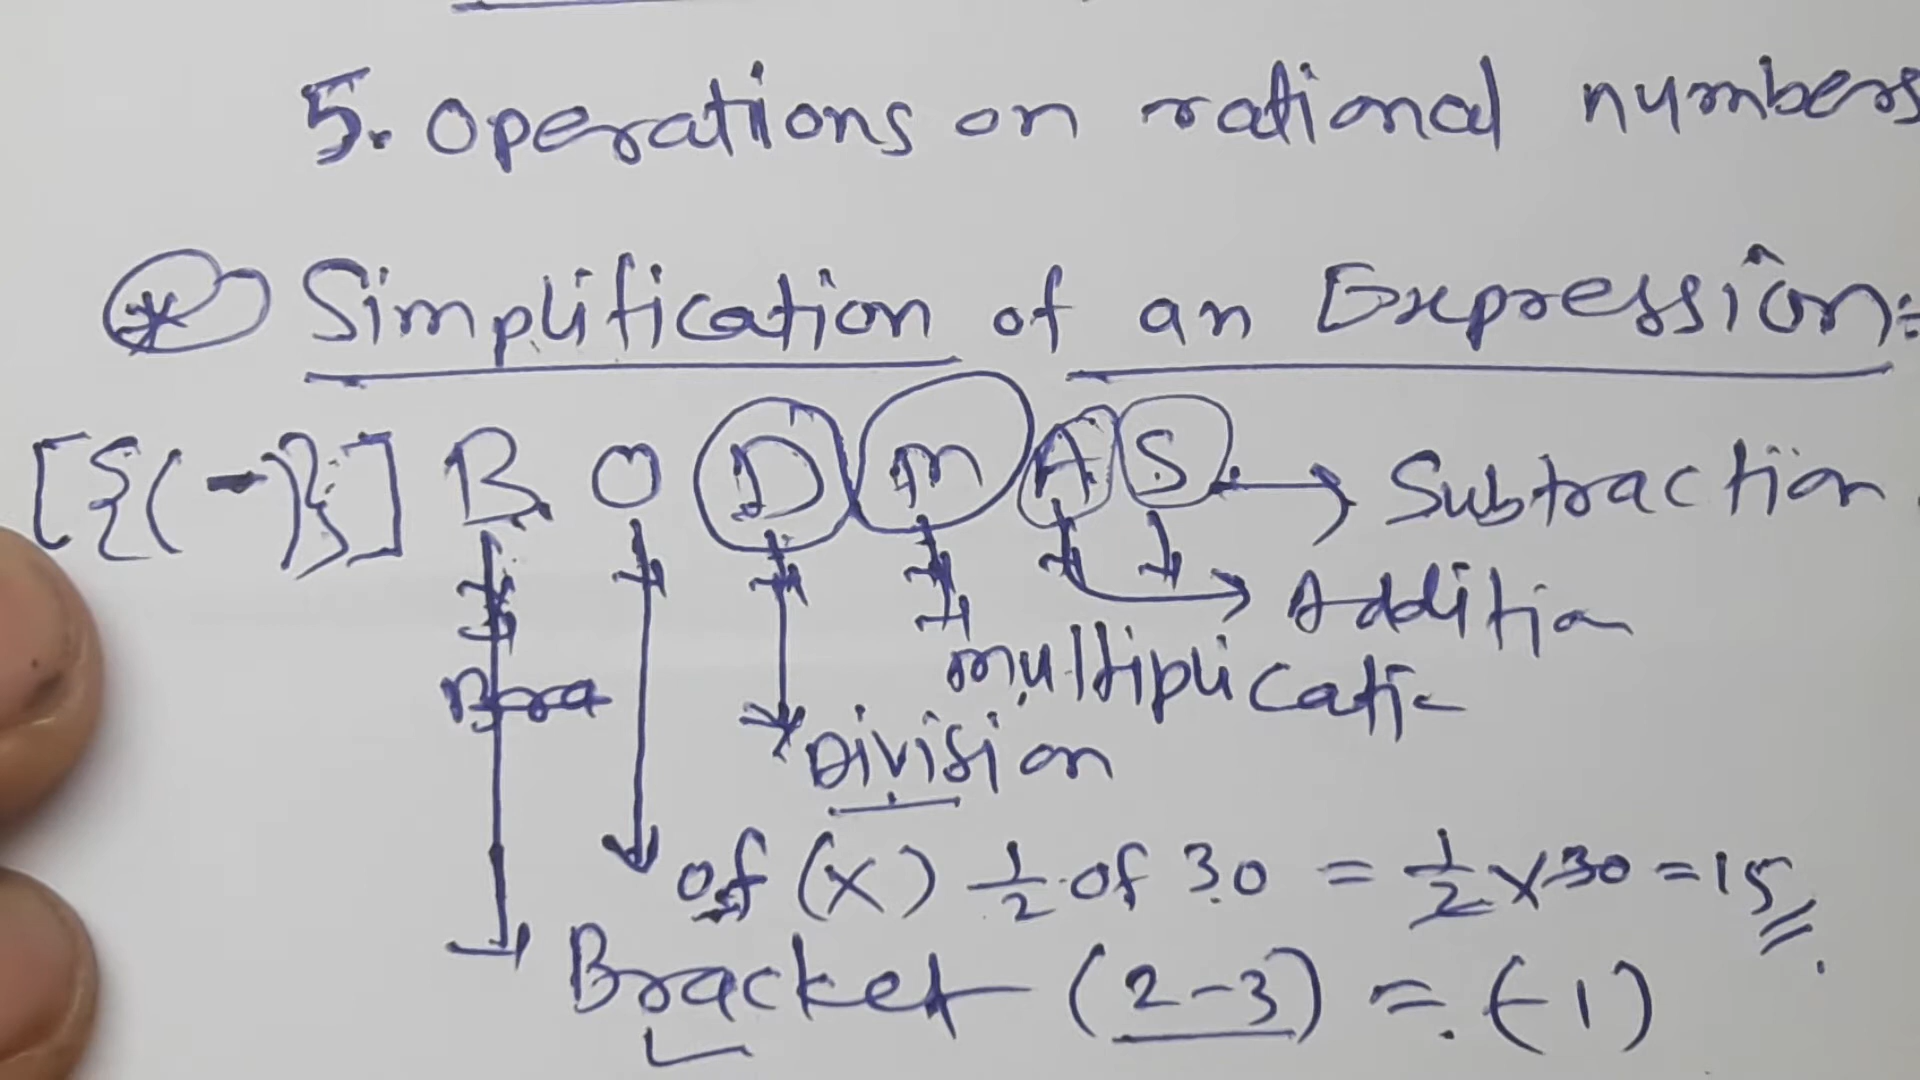 5. Operations on rational numbers
* Simplification of an Expression:
[{(-)}] B O D M A S → Subtraction
Addition
multiplicati
Bra
Division
of (x) 1/2 of 30 = 1/2 x 30 = 15
Bracket (2-3) = (-1)